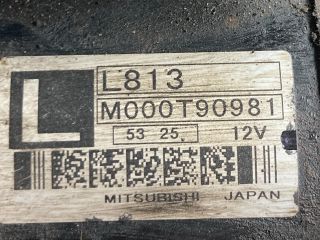 L L813
M000T90981
53 25. 12V
MITSUBISHI JAPAN